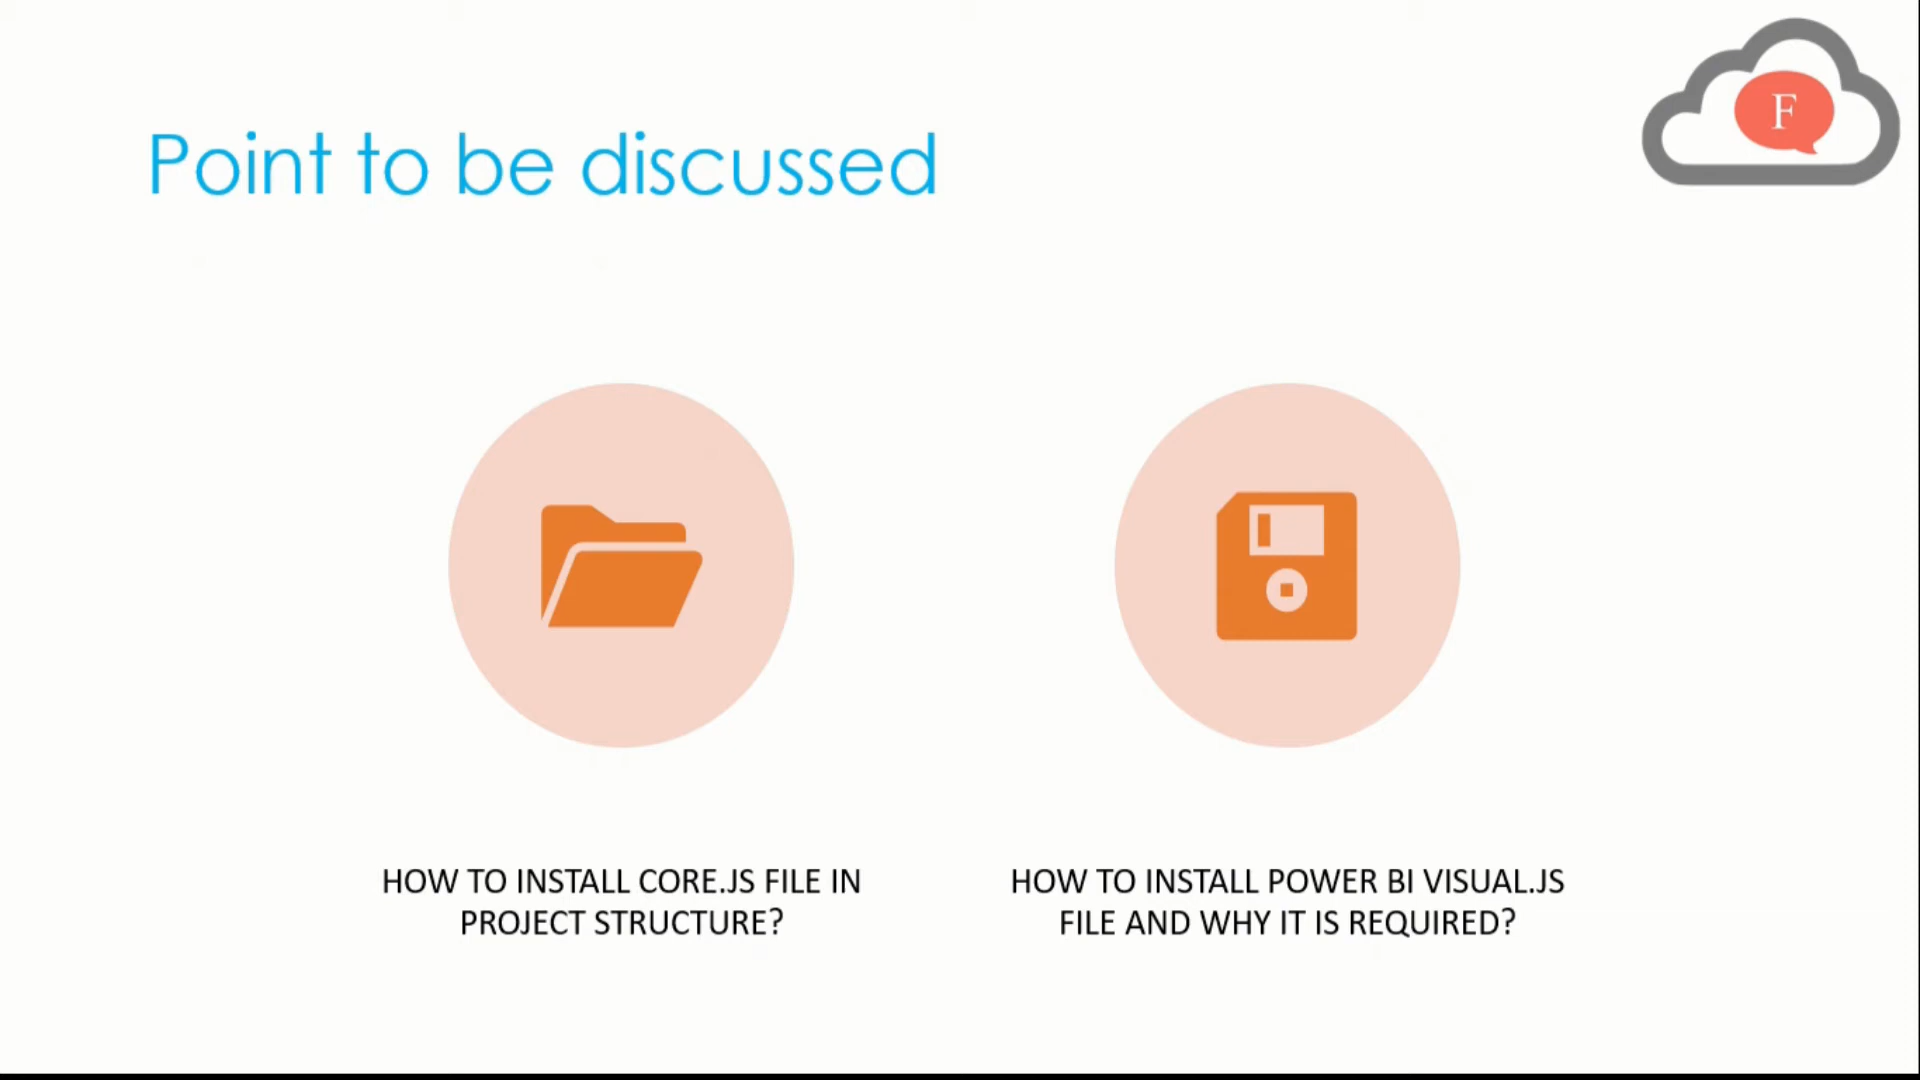 F
Point to be discussed
HOW TO INSTALL CORE.JS FILE IN
PROJECT STRUCTURE?
HOW TO INSTALL POWER BI VISUAL.JS
FILE AND WHY IT IS REQUIRED?